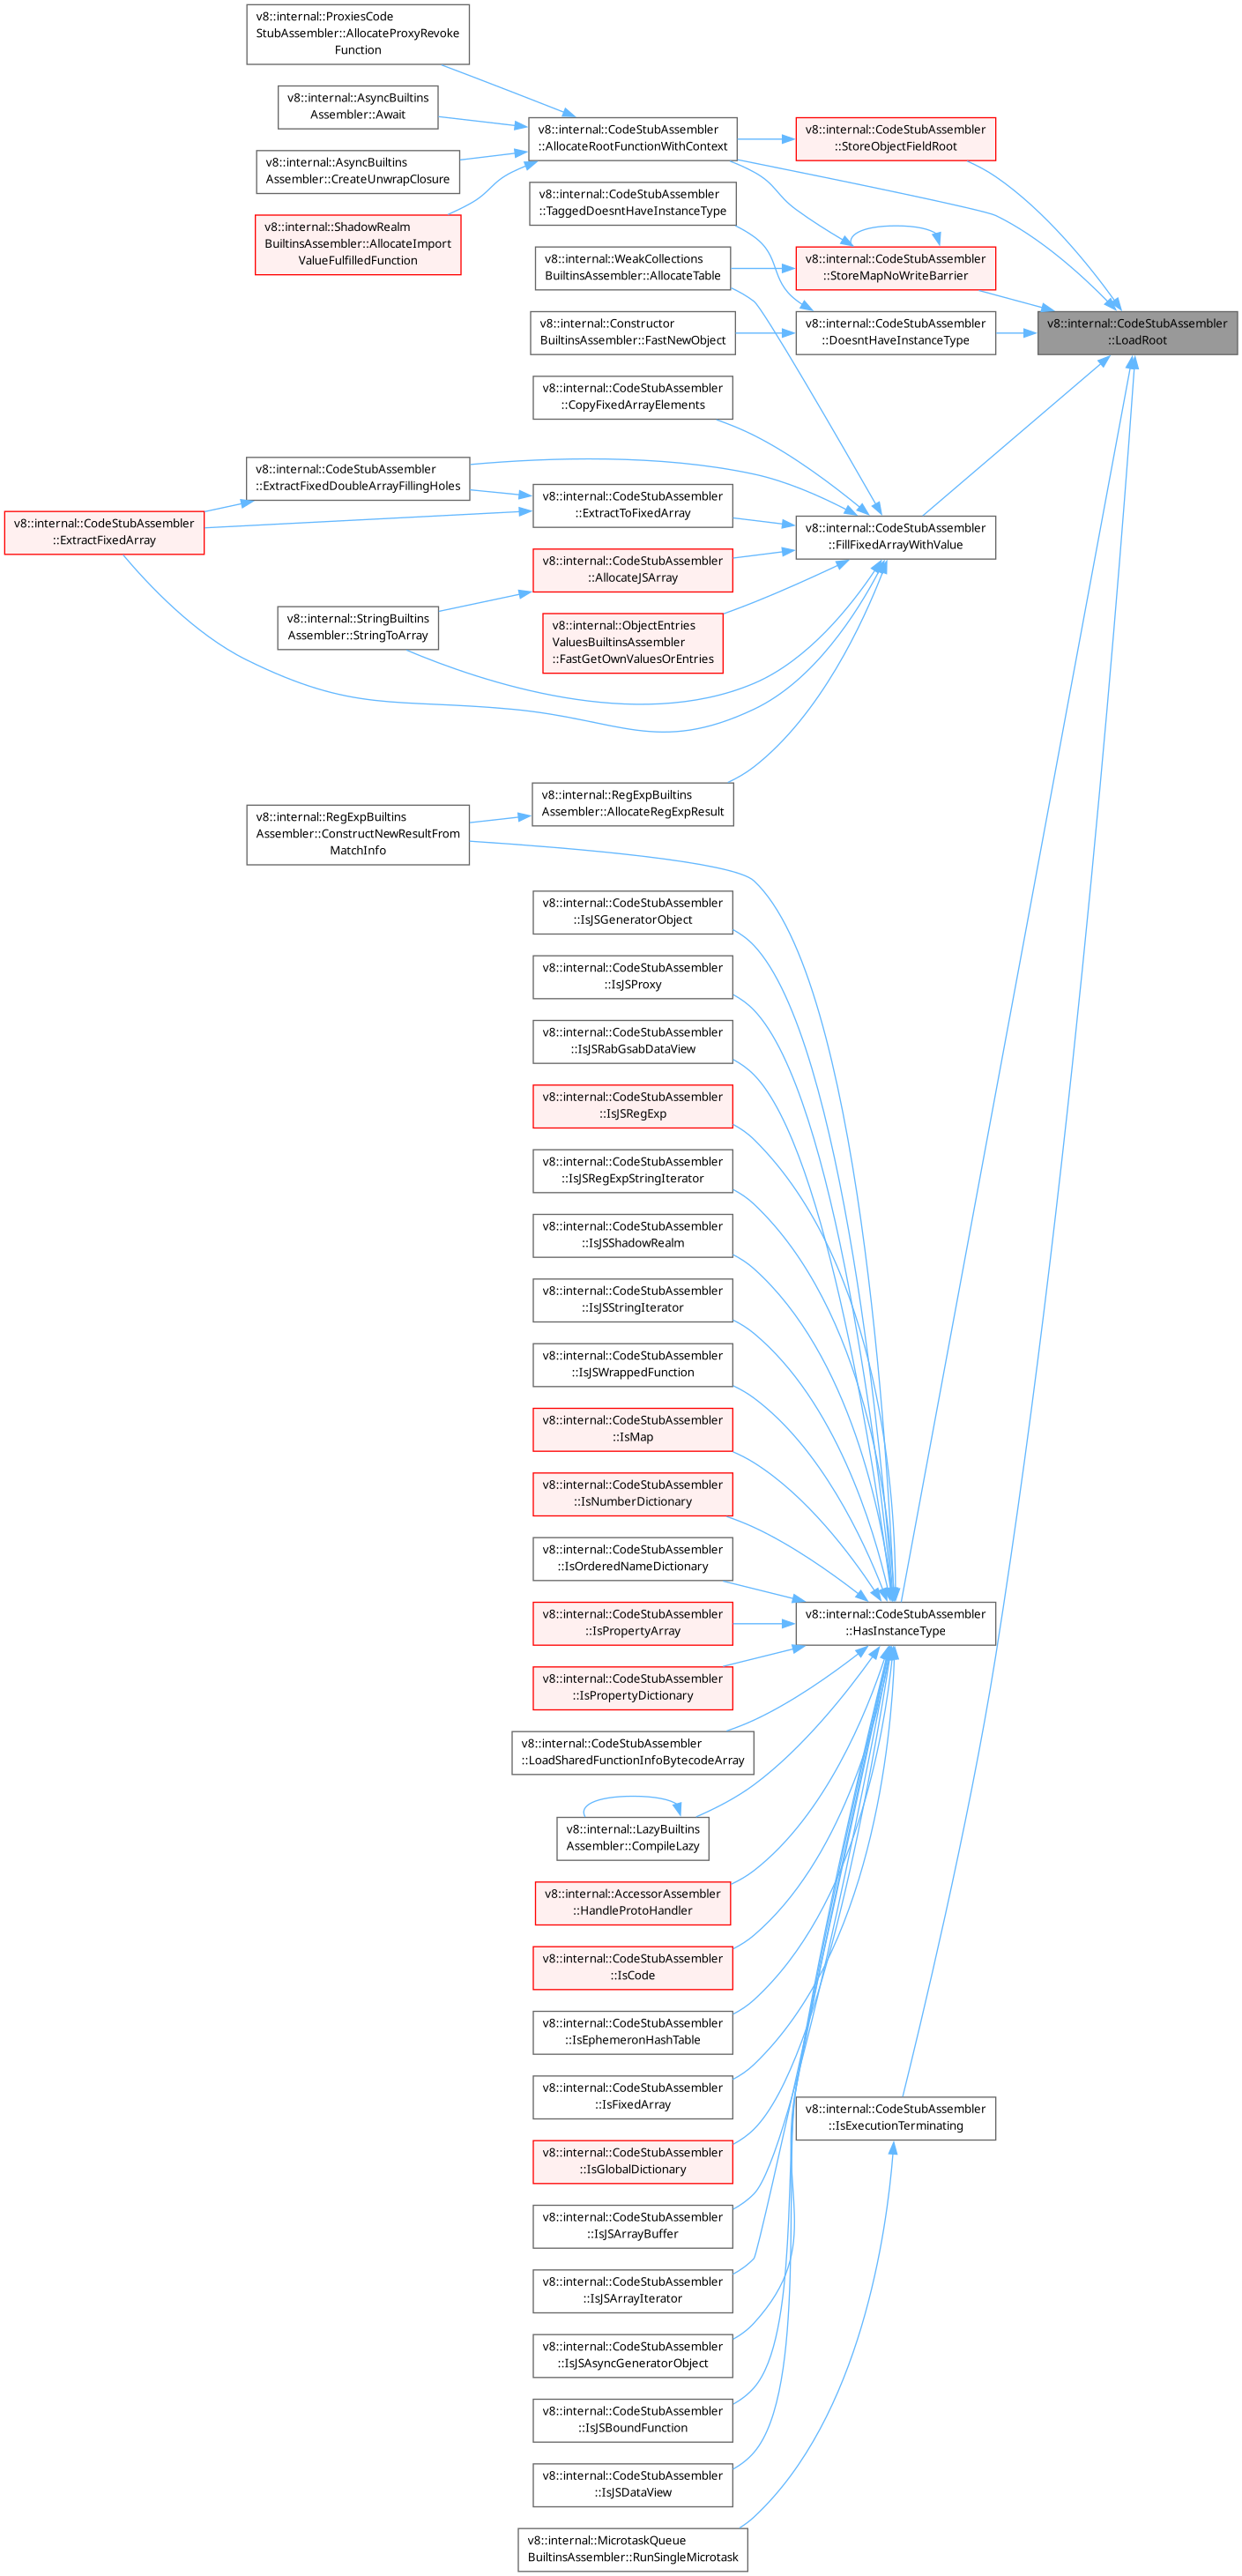 v8::internal::ProxiesCode
StubAssembler::AllocateProxyRevoke
Function
v8::internal::AsyncBuiltins
Assembler::Await
v8::internal::CodeStubAssembler
::AllocateRootFunctionWithContext
v8::internal::CodeStubAssembler
::StoreObjectFieldRoot
v8::internal::AsyncBuiltins
Assembler::CreateUnwrapClosure
v8::internal::CodeStubAssembler
::TaggedDoesntHaveInstanceType
v8::internal::ShadowRealm
BuiltinsAssembler::AllocateImport
ValueFulfilledFunction
v8::internal::WeakCollections
BuiltinsAssembler::AllocateTable
v8::internal::CodeStubAssembler
::StoreMapNoWriteBarrier
v8::internal::Constructor
BuiltinsAssembler::FastNewObject
v8::internal::CodeStubAssembler
::DoesntHaveInstanceType
v8::internal::CodeStubAssembler
::LoadRoot
v8::internal::CodeStubAssembler
::CopyFixedArrayElements
v8::internal::CodeStubAssembler
::ExtractFixedDoubleArrayFillingHoles
v8::internal::CodeStubAssembler
::ExtractToFixedArray
v8::internal::CodeStubAssembler
::ExtractFixedArray
v8::internal::CodeStubAssembler
::FillFixedArrayWithValue
v8::internal::CodeStubAssembler
::AllocateJSArray
v8::internal::StringBuiltins
Assembler::StringToArray
v8::internal::ObjectEntries
ValuesBuiltinsAssembler
::FastGetOwnValuesOrEntries
v8::internal::RegExpBuiltins
Assembler::AllocateRegExpResult
v8::internal::RegExpBuiltins
Assembler::ConstructNewResultFrom
MatchInfo
v8::internal::CodeStubAssembler
::IsJSGeneratorObject
v8::internal::CodeStubAssembler
::IsJSProxy
v8::internal::CodeStubAssembler
::IsJSRabGsabDataView
v8::internal::CodeStubAssembler
::IsJSRegExp
v8::internal::CodeStubAssembler
::IsJSRegExpStringIterator
v8::internal::CodeStubAssembler
::IsJSShadowRealm
v8::internal::CodeStubAssembler
::IsJSStringIterator
v8::internal::CodeStubAssembler
::IsJSWrappedFunction
v8::internal::CodeStubAssembler
::IsMap
v8::internal::CodeStubAssembler
::IsNumberDictionary
v8::internal::CodeStubAssembler
::IsOrderedNameDictionary
v8::internal::CodeStubAssembler
::IsPropertyArray
v8::internal::CodeStubAssembler
::HasInstanceType
v8::internal::CodeStubAssembler
::IsPropertyDictionary
v8::internal::CodeStubAssembler
::LoadSharedFunctionInfoBytecodeArray
v8::internal::LazyBuiltins
Assembler::CompileLazy
v8::internal::AccessorAssembler
::HandleProtoHandler
v8::internal::CodeStubAssembler
::IsCode
v8::internal::CodeStubAssembler
::IsEphemeronHashTable
v8::internal::CodeStubAssembler
::IsFixedArray
v8::internal::CodeStubAssembler
::IsExecutionTerminating
v8::internal::CodeStubAssembler
::IsGlobalDictionary
v8::internal::CodeStubAssembler
::IsJSArrayBuffer
v8::internal::CodeStubAssembler
::IsJSArrayIterator
v8::internal::CodeStubAssembler
::IsJSAsyncGeneratorObject
v8::internal::CodeStubAssembler
::IsJSBoundFunction
v8::internal::CodeStubAssembler
::IsJSDataView
v8::internal::MicrotaskQueue
BuiltinsAssembler::RunSingleMicrotask